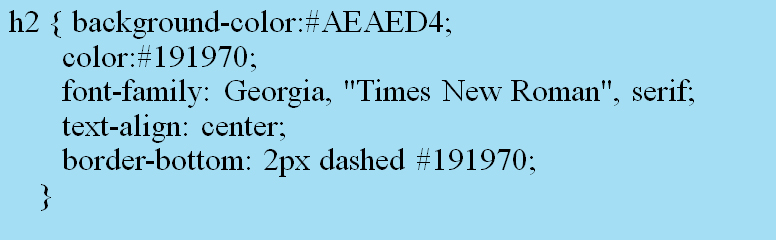 h2 { background-color:#AEAED4;
color:#191970;
font-family: Georgia, "Times New Roman", serif;
text-align: center;
border-bottom: 2px dashed #191970;
}